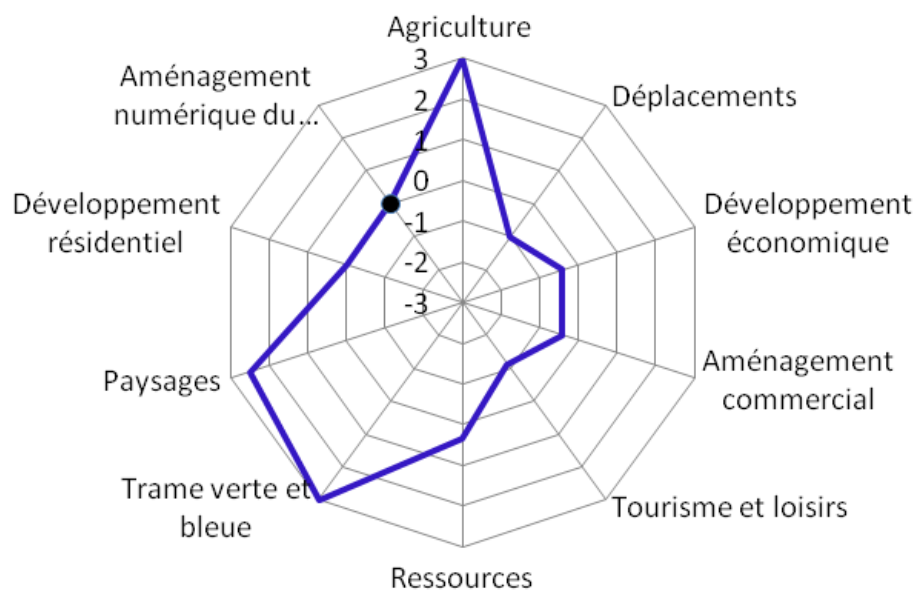 Agriculture
3
2
1
0
-1
-2
-3
Déplacements
Développement
économique
Aménagement
commercial
Tourisme et loisirs
Ressources
Trame verte et
bleue
Paysages
Développement
résidentiel
Aménagement
numérique du...